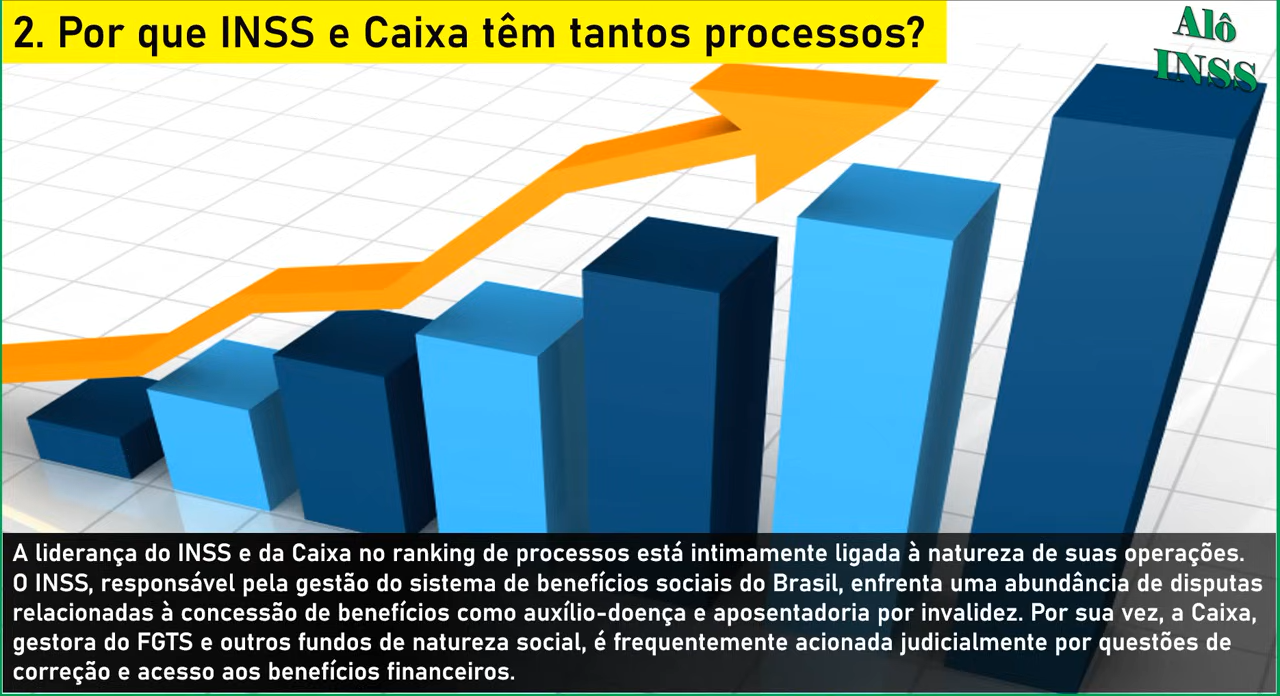 2. Por que INSS e Caixa têm tantos processos?
Alô
INSS
A liderança do INSS e da Caixa no ranking de processos está intimamente ligada à natureza de suas operações.
O INSS, responsável pela gestão do sistema de benefícios sociais do Brasil, enfrenta uma abundância de disputas
relacionadas à concessão de benefícios como auxílio-doença e aposentadoria por invalidez. Por sua vez, a Caixa,
gestora do FGTS e outros fundos de natureza social, é frequentemente acionada judicialmente por questões de
correção e acesso aos benefícios financeiros.